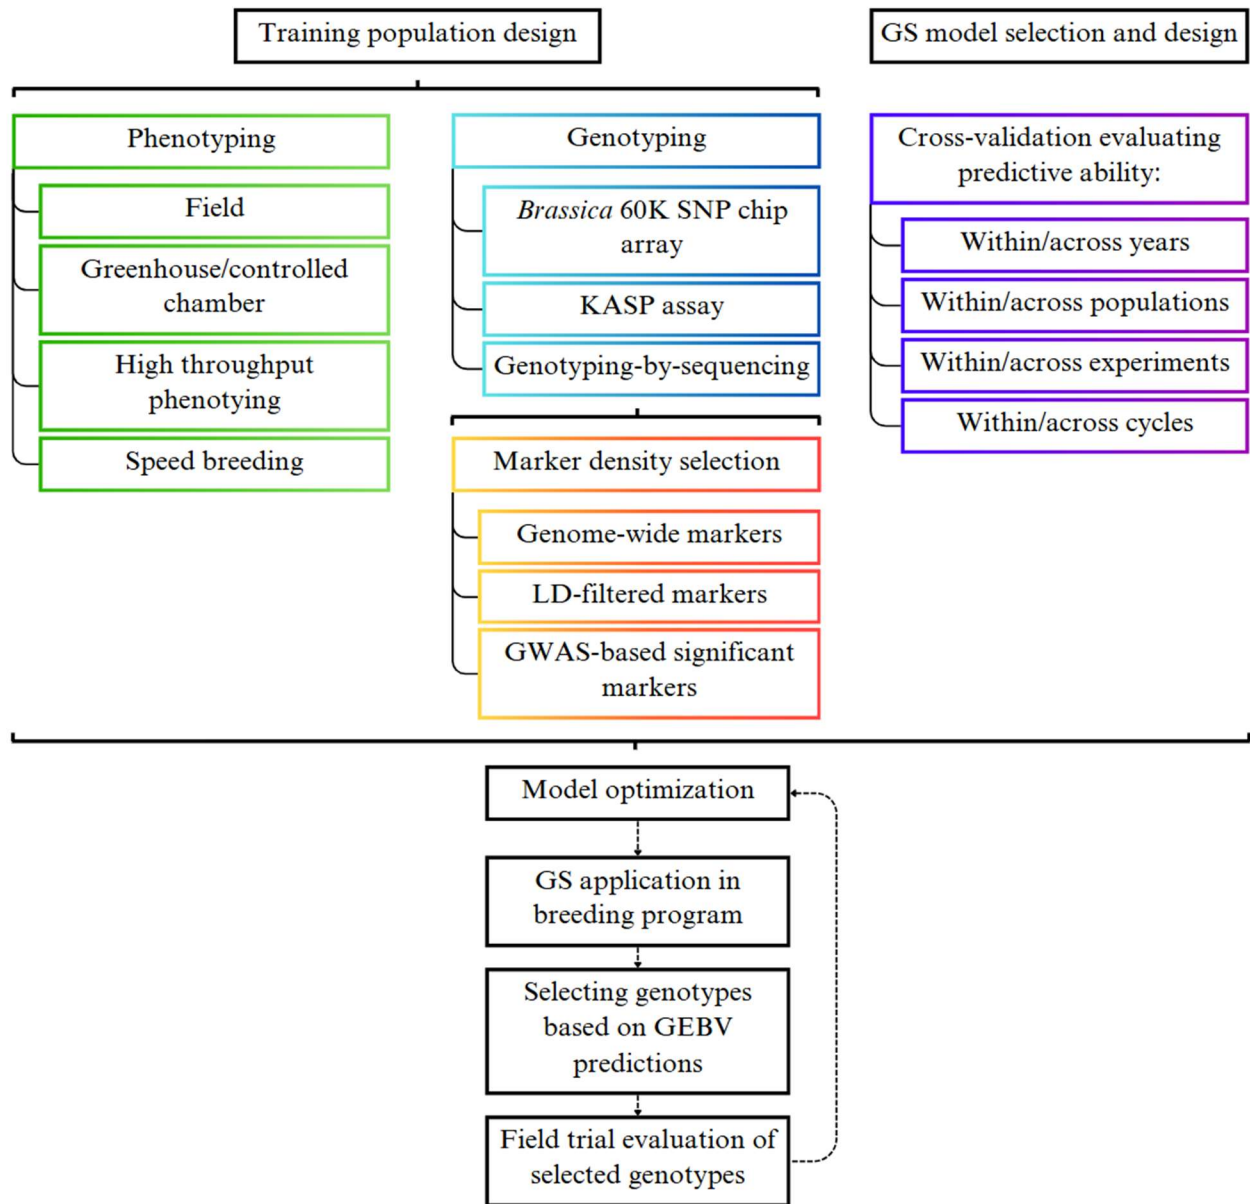 Training population design
GS model selection and design
Phenotyping
Field
Greenhouse/controlled
chamber
High throughput
phenotying
Speed breeding
Genotyping
Brassica 60K SNP chip
array
KASP assay
Genotyping-by-sequencing
Marker density selection
Genome-wide markers
LD-filtered markers
GWAS-based significant
markers
Cross-validation evaluating
predictive ability:
Within/across years
Within/across populations
Within/across experiments
Within/across cycles
Model optimization
GS application in
breeding program
Selecting genotypes
based on GEBV
predictions
Field trial evaluation of
selected genotypes